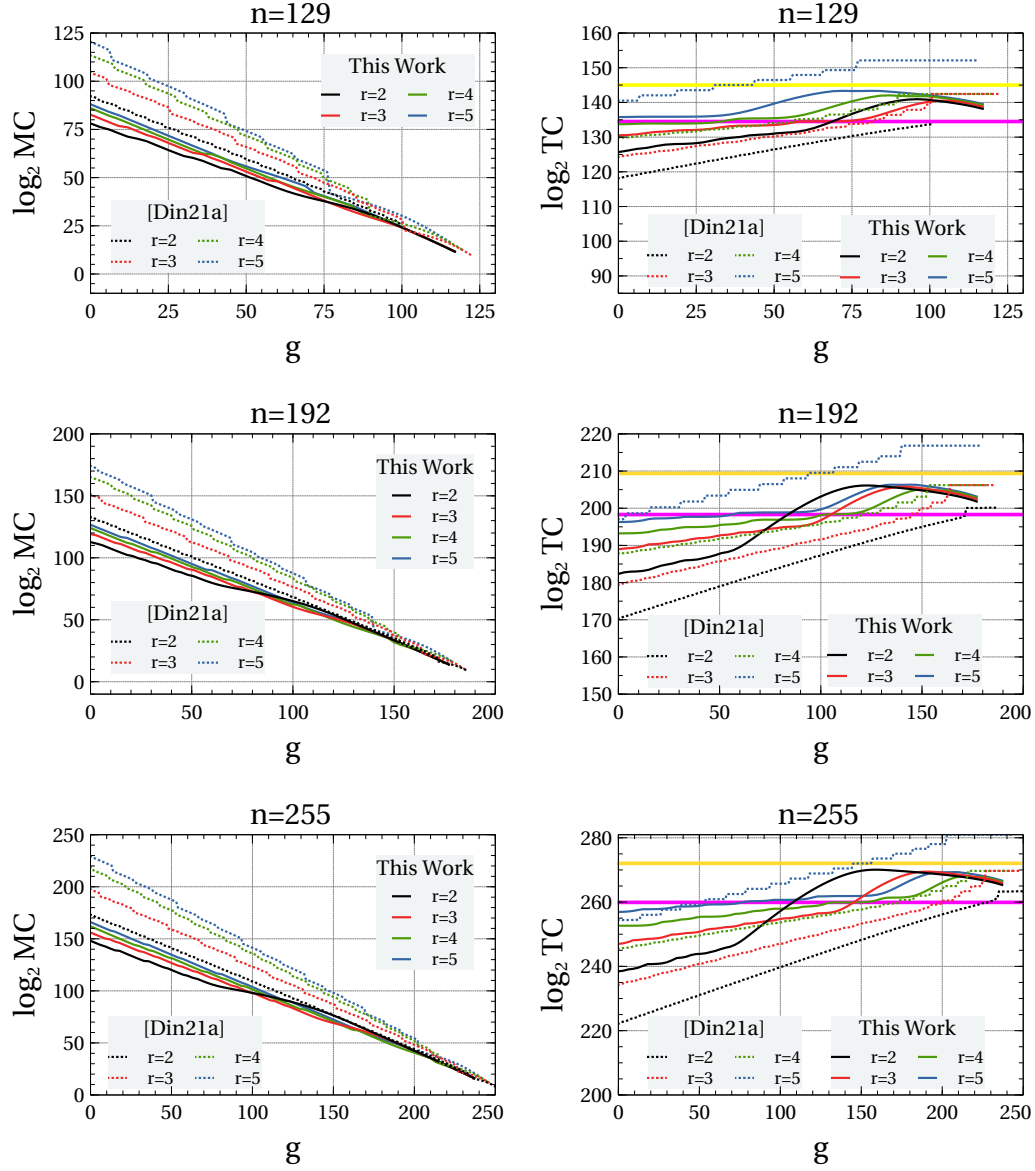 n=129
125
100
75
50
25
0
log₂ MC
This Work
r=2 r=4
r=3 r=5
[Din21a]
r=2 r=4
r=3 r=5
0 25 50 75 100 125
g
n=129
160
150
140
130
120
110
100
90
log₂ TC
[Din21a]
r=2 r=4
r=3 r=5
This Work
r=2 r=4
r=3 r=5
0 25 50 75 100 125
g
n=192
200
150
100
50
0
log₂ MC
This Work
r=2
r=3
r=4
r=5
[Din21a]
r=2 r=4
r=3 r=5
0 50 100 150 200
g
n=192
220
210
200
190
180
170
160
150
log₂ TC
[Din21a]
r=2 r=4
r=3 r=5
This Work
r=2 r=4
r=3 r=5
0 50 100 150 200
g
n=255
250
200
150
100
50
0
log₂ MC
This Work
r=2
r=3
r=4
r=5
[Din21a]
r=2 r=4
r=3 r=5
0 50 100 150 200 250
g
n=255
280
260
240
220
200
log₂ TC
[Din21a]
r=2 r=4
r=3 r=5
This Work
r=2 r=4
r=3 r=5
0 50 100 150 200 250
g